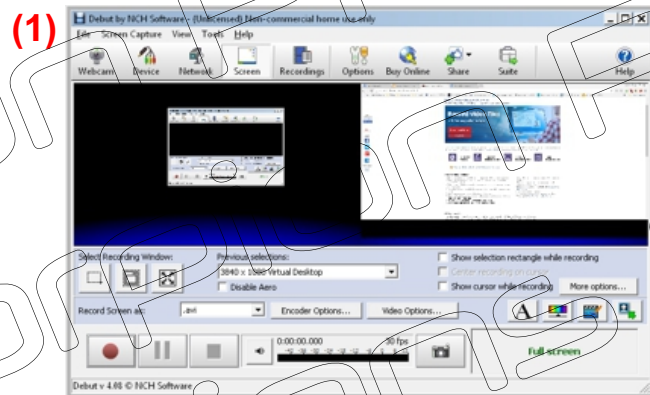 (1)
Debut by NCH Software - (Unlicensed) Non-commercial home use only
File Screen Capture View Tools Help
Webcam Device Network Screen Recordings Options Buy Online Share Suite Help
Select Recording Window: Previous selections: Show selection rectangle while recording
3840 x 1080 Virtual Desktop Center recording on cursor
Disable Aero Show cursor while recording More options...
Record Screen as: .avi Encoder Options... Video Options...
0:00:00.000 30 fps
Full screen
Debut v 4.08 © NCH Software